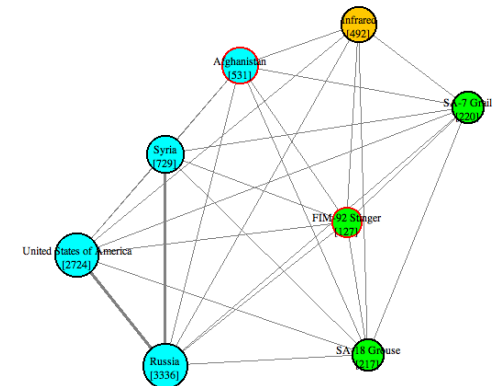 Infrared
[492]
Afghanistan
[531]
SA-7 Grail
[220]
Syria
[729]
FIM-92 Stinger
[127]
United States of America
[2724]
SA-18 Grouse
[217]
Russia
[3336]